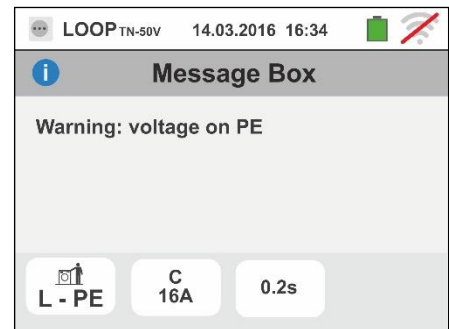 LOOP TN-50V 14.03.2016 16:34
i Message Box
Warning: voltage on PE
L - PE
C
16A
0.2s